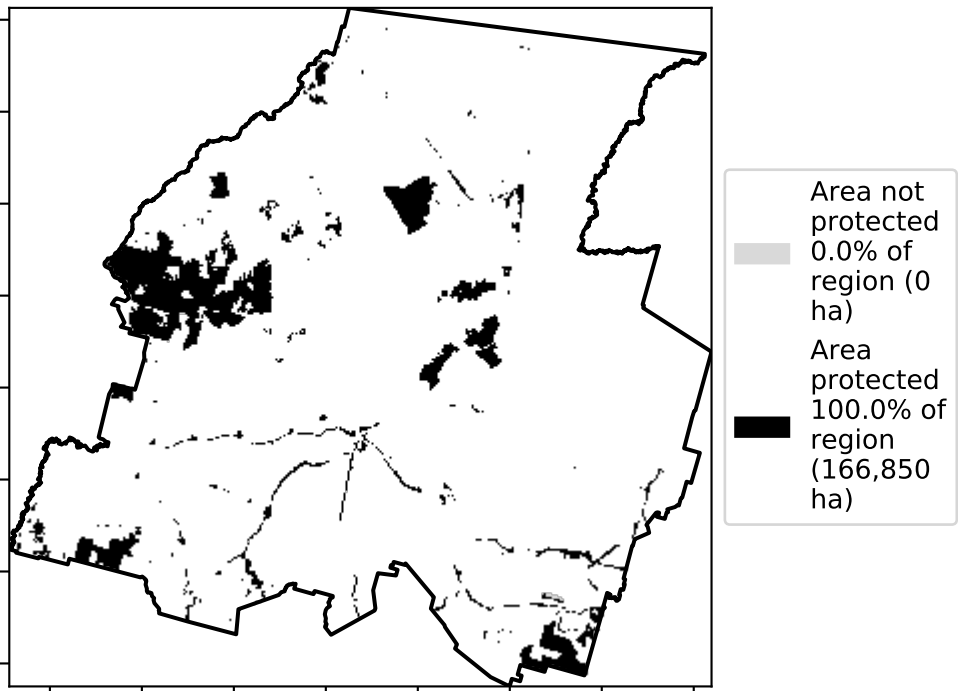 Area not
protected
0.0% of
region (0
ha)
Area
protected
100.0% of
region
(166,850
ha)